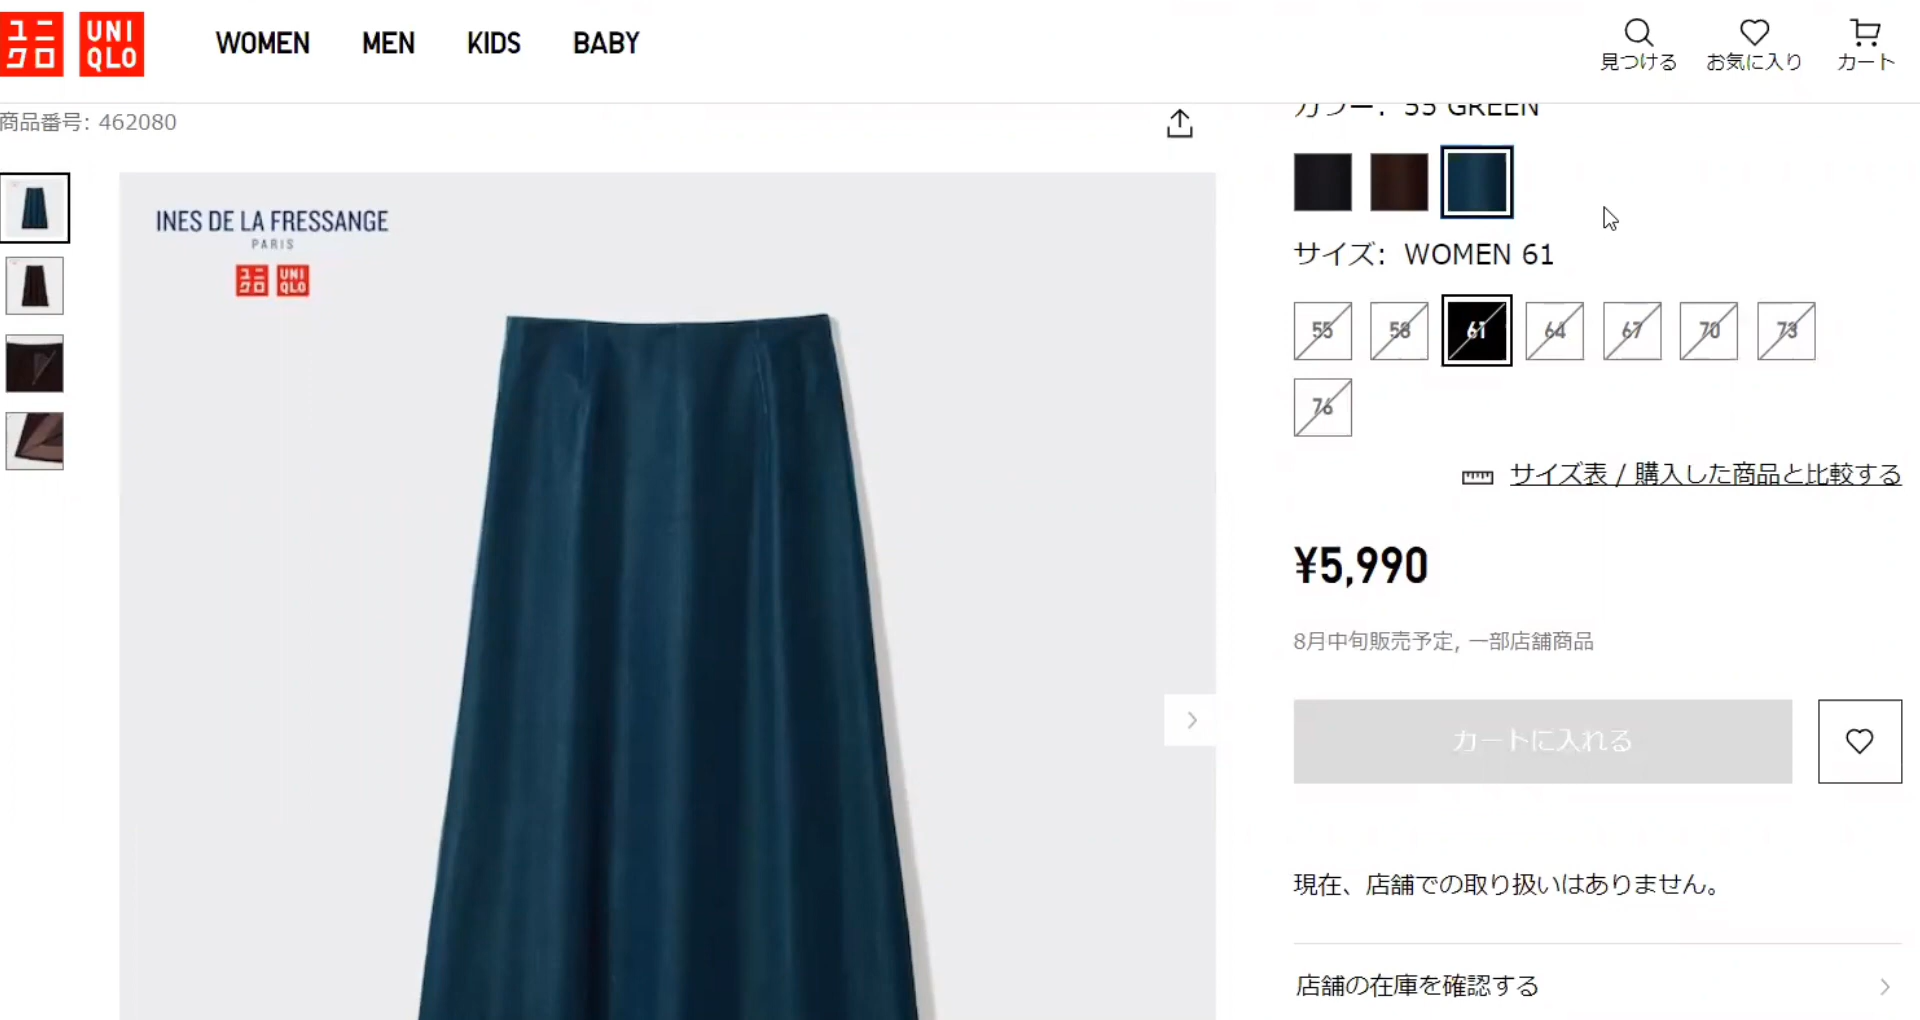 ユニ
クロ
UNI
QLO
WOMEN
MEN
KIDS
BABY
見つける
お気に入り
カート
商品番号: 462080
INES DE LA FRESSANGE
PARIS
ユニ
クロ
UNI
QLO
カラー: 55 GREEN
サイズ: WOMEN 61
55
58
61
64
67
70
73
76
サイズ表 / 購入した商品と比較する
¥5,990
8月中旬販売予定, 一部店舗商品
カートに入れる
現在、店舗での取り扱いはありません。
店舗の在庫を確認する